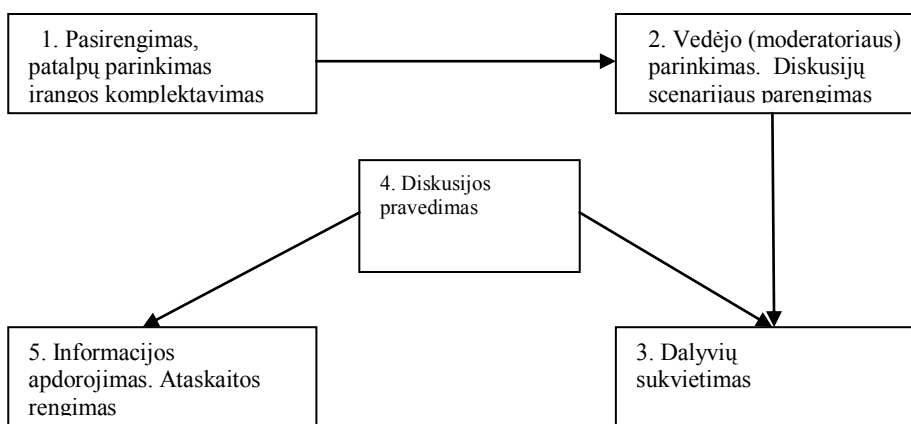 1. Pasirengimas,
patalpų parinkimas
įrangos komplektavimas
2. Vedėjo (moderatoriaus)
parinkimas. Diskusijų
scenarijaus parengimas
4. Diskusijos
pravedimas
5. Informacijos
apdorojimas. Ataskaitos
rengimas
3. Dalyvių
sukvietimas